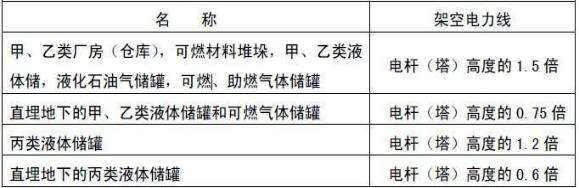 名 称 架空电力线
甲、乙类厂房（仓库），可燃材料堆垛，甲、乙类液
体储，液化石油气储罐，可燃、助燃气体储罐 电杆（塔）高度的 1.5 倍
直埋地下的甲、乙类液体储罐和可燃气体储罐 电杆（塔）高度的 0.75 倍
丙类液体储罐 电杆（塔）高度的 1.2 倍
直埋地下的丙类液体储罐 电杆（塔）高度的 0.6 倍